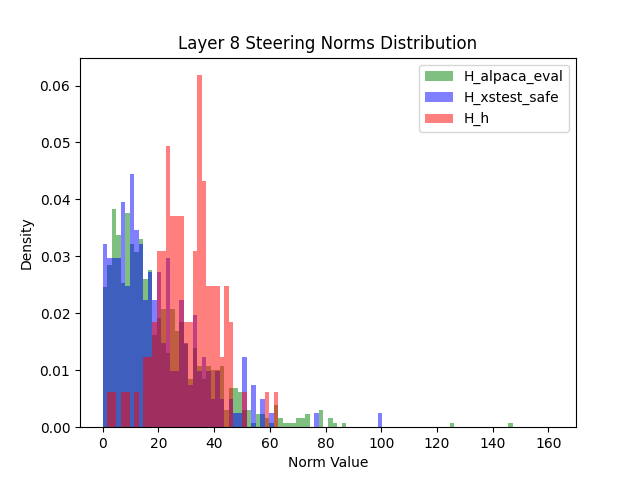 Layer 8 Steering Norms Distribution
H_alpaca_eval
H_xstest_safe
H_h
Density
0.06
0.05
0.04
0.03
0.02
0.01
0.00
0 20 40 60 80 100 120 140 160
Norm Value